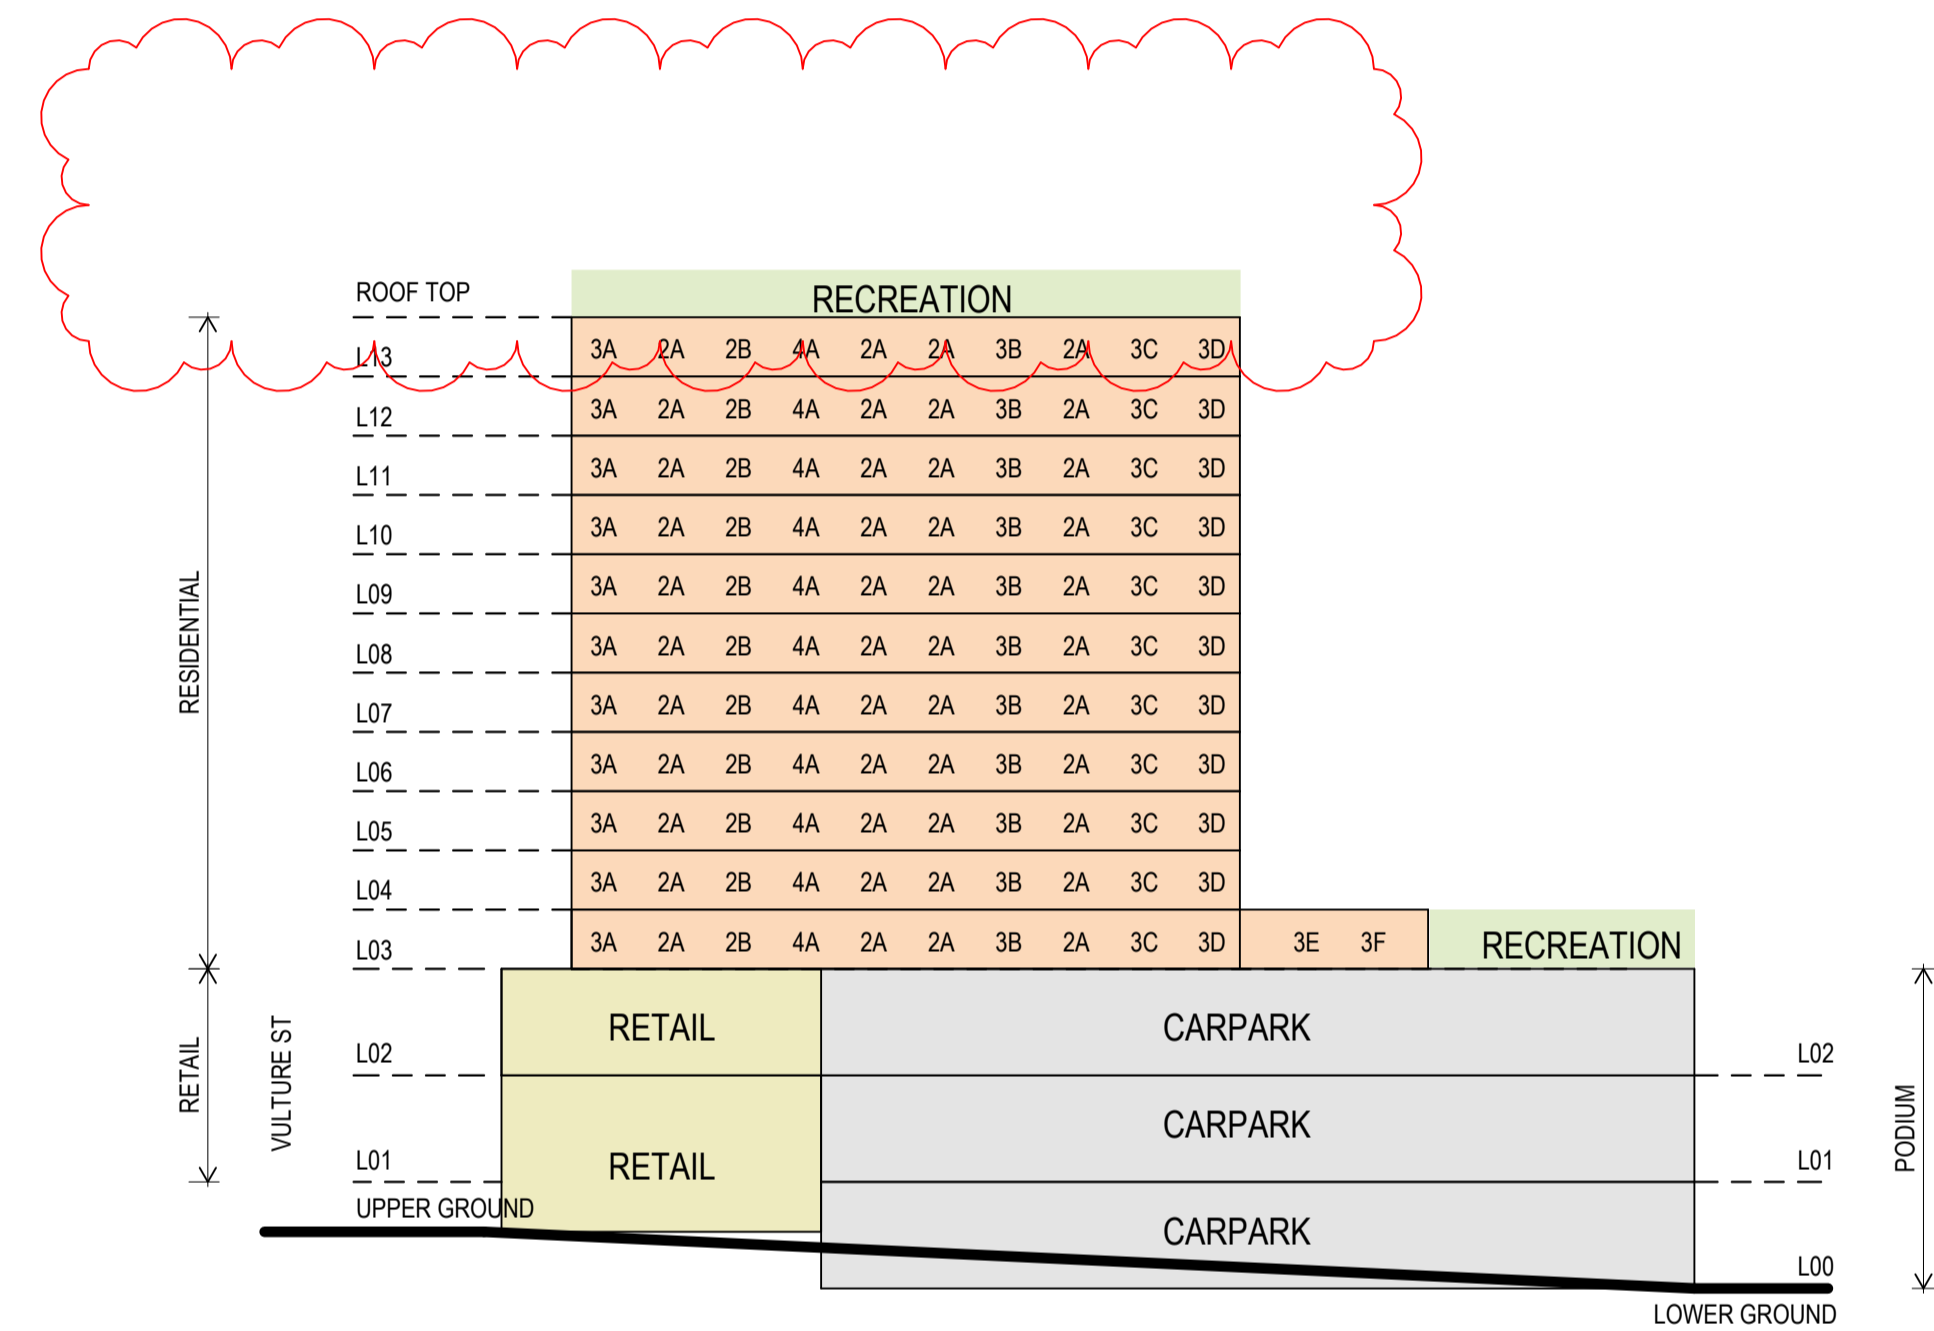 ROOF TOP
RECREATION
L13 3A 2A 2B 4A 2A 2A 3B 2A 3C 3D
L12 3A 2A 2B 4A 2A 2A 3B 2A 3C 3D
L11 3A 2A 2B 4A 2A 2A 3B 2A 3C 3D
L10 3A 2A 2B 4A 2A 2A 3B 2A 3C 3D
L09 3A 2A 2B 4A 2A 2A 3B 2A 3C 3D
L08 3A 2A 2B 4A 2A 2A 3B 2A 3C 3D
L07 3A 2A 2B 4A 2A 2A 3B 2A 3C 3D
L06 3A 2A 2B 4A 2A 2A 3B 2A 3C 3D
L05 3A 2A 2B 4A 2A 2A 3B 2A 3C 3D
L04 3A 2A 2B 4A 2A 2A 3B 2A 3C 3D
L03 3A 2A 2B 4A 2A 2A 3B 2A 3C 3D 3E 3F RECREATION
RESIDENTIAL
RETAIL CARPARK
L02 L02
RETAIL
VULTURE ST
CARPARK
PODIUM
L01 RETAIL L01
UPPER GROUND
CARPARK
L00
LOWER GROUND